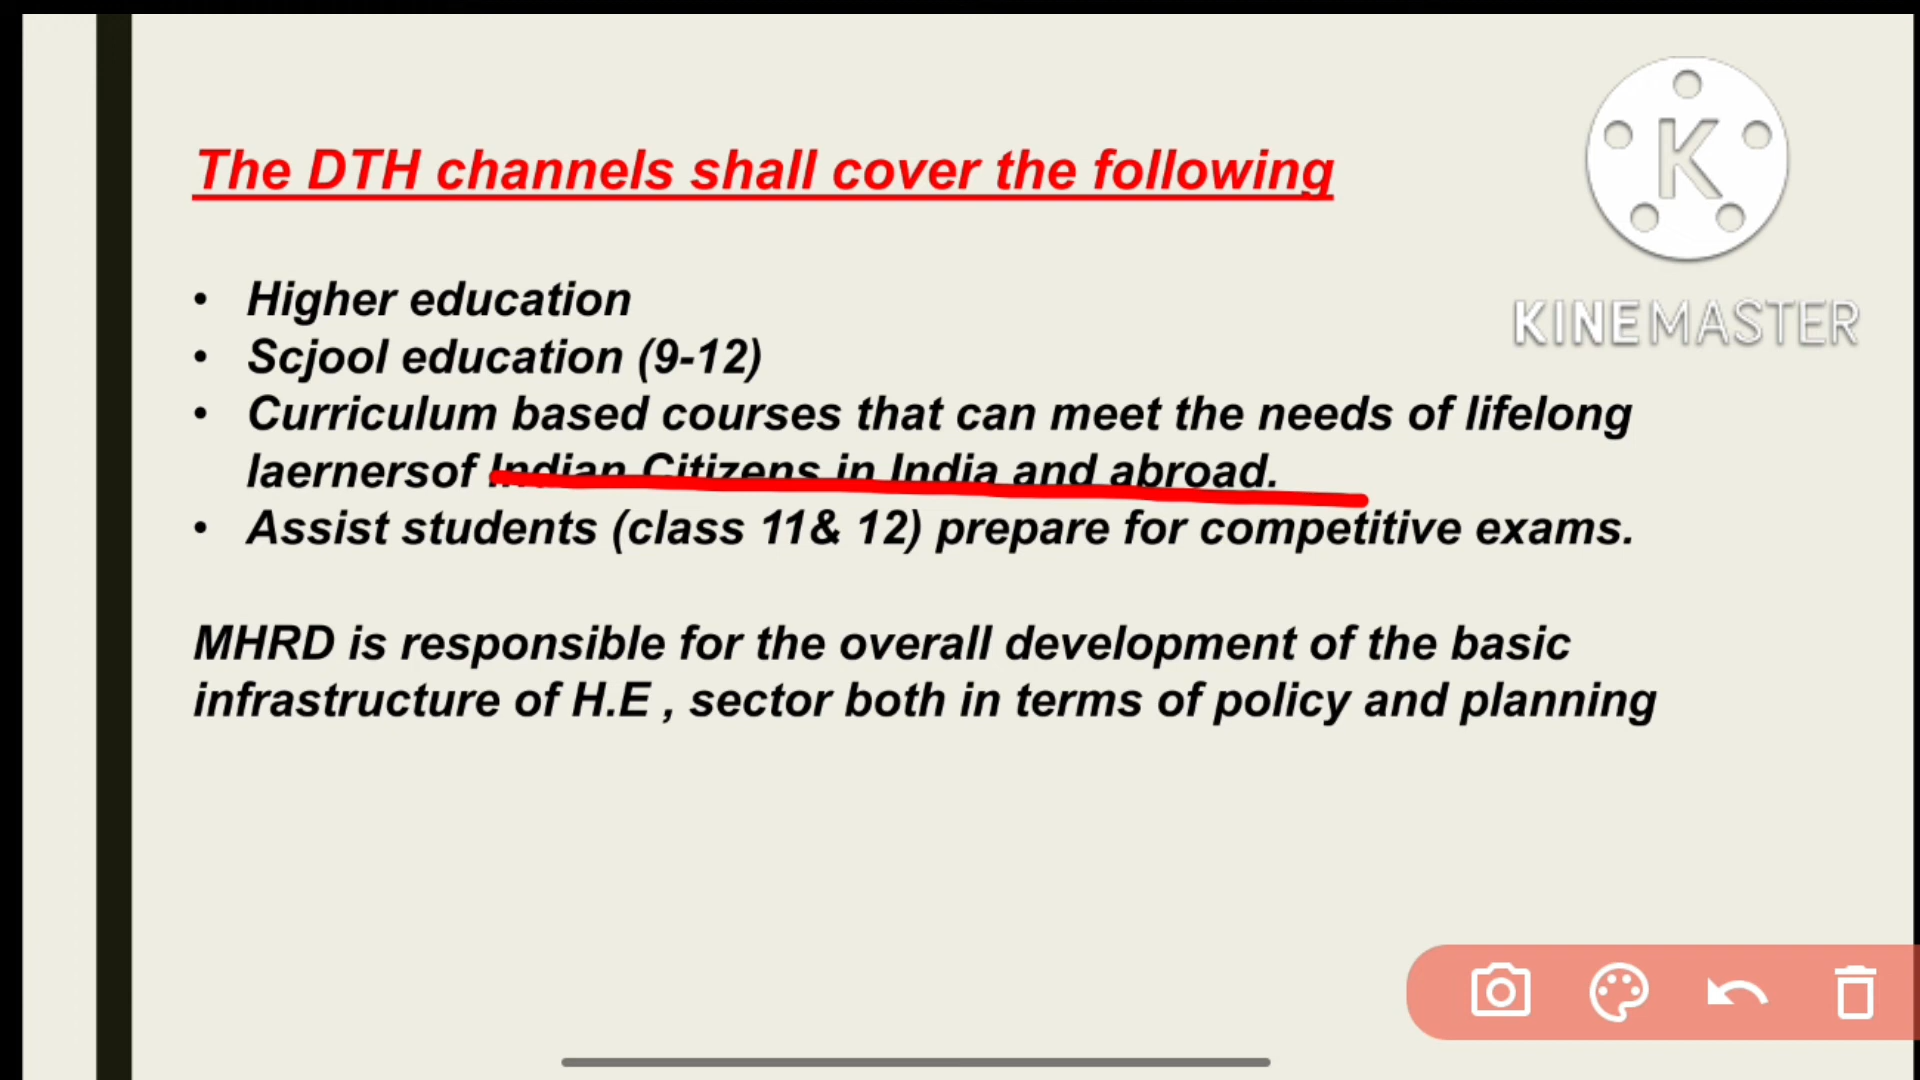 The DTH channels shall cover the following
K
KINEMASTER
• Higher education
• Scjool education (9-12)
• Curriculum based courses that can meet the needs of lifelong
laernersof Indian Citizens in India and abroad.
• Assist students (class 11& 12) prepare for competitive exams.
MHRD is responsible for the overall development of the basic
infrastructure of H.E , sector both in terms of policy and planning